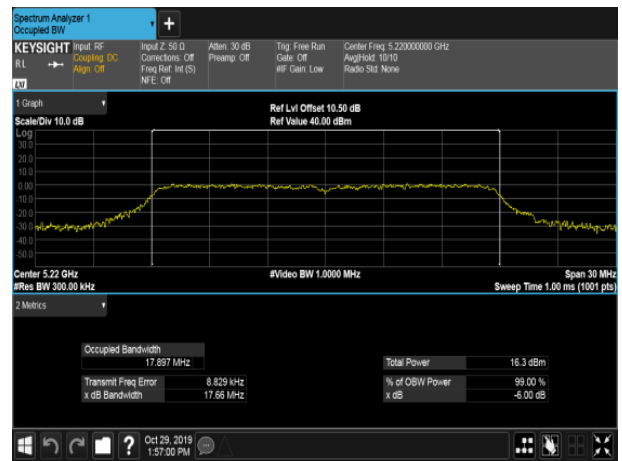 Spectrum Analyzer 1
Occupied BW
KEYSIGHT
RL
LXI
Input: RF
Coupling: DC
Align: Off
Input Z: 50 Ω
Corrections: Off
Freq Ref: Int (S)
NFE: Off
Atten: 30 dB
Preamp: Off
Trig: Free Run
Gate: Off
#IF Gain: Low
Center Freq: 5.220000000 GHz
Avg|Hold: 10/10
Radio Std: None
1 Graph
Scale/Div 10.0 dB
Ref Lvl Offset 10.50 dB
Ref Value 40.00 dBm
Log
30.0
20.0
10.0
0.00
-10.0
-20.0
-30.0
-40.0
-50.0
Center 5.22 GHz
#Res BW 300.00 kHz
#Video BW 1.0000 MHz
Span 30 MHz
Sweep Time 1.00 ms (1001 pts)
2 Metrics
Occupied Bandwidth
17.897 MHz
Total Power 16.3 dBm
Transmit Freq Error 8.829 kHz
% of OBW Power 99.00 %
x dB Bandwidth 17.66 MHz
x dB -6.00 dB
?
Oct 29, 2019
1:57:00 PM